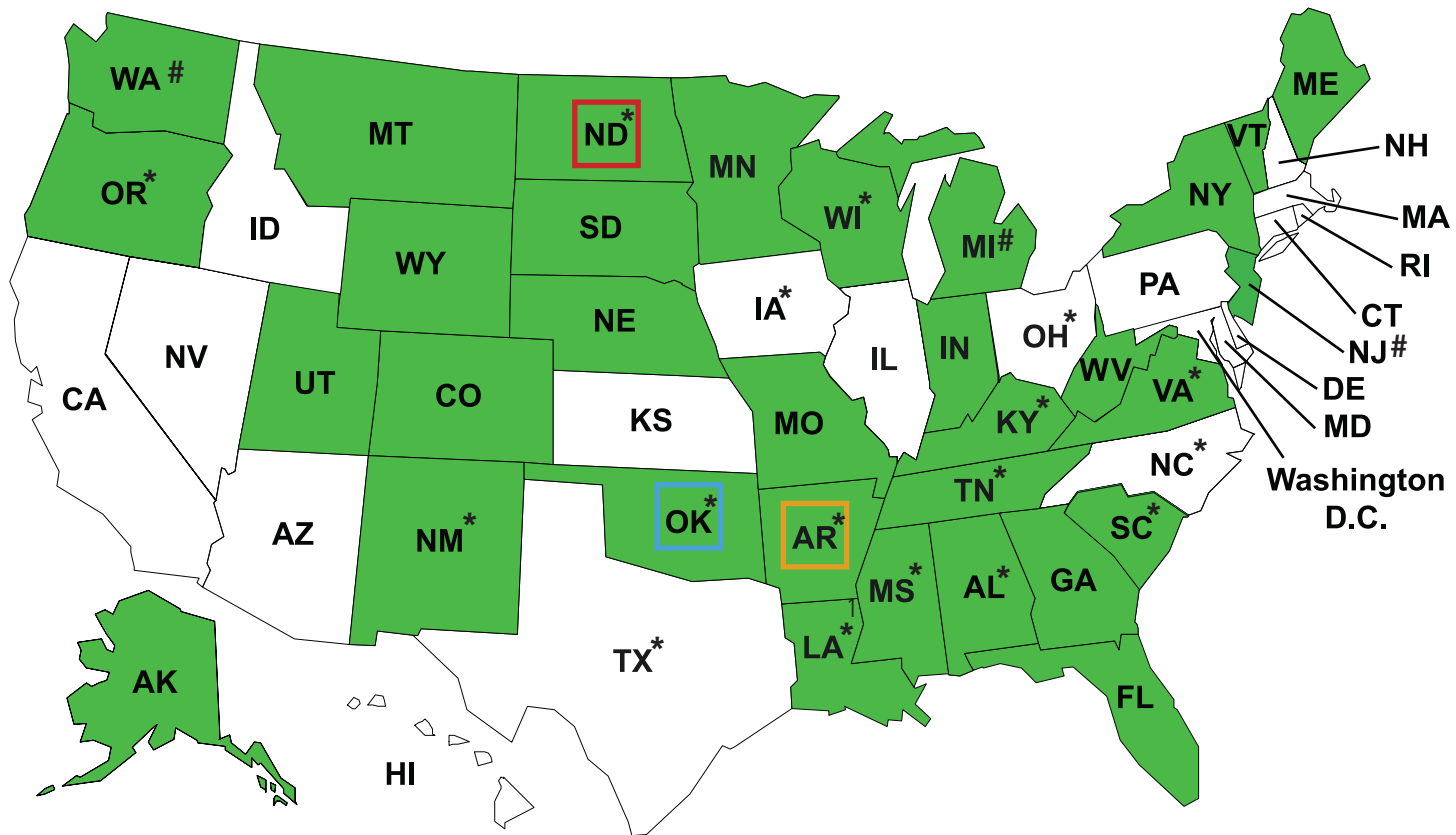 WA #
ME
MT
ND*
VT
NH
MN
OR*
NY
WI*
SD
MA
ID
MI#
WY
RI
PA
IA*
CT
NE
OH*
NV
IL
IN
NJ#
UT
CO
WV
VA*
DE
CA
KS
MO
KY*
MD
NC*
Washington
D.C.
TN*
OK*
AR*
SC*
AZ
NM*
MS*
AL*
GA
1
LA*
TX*
AK
FL
HI